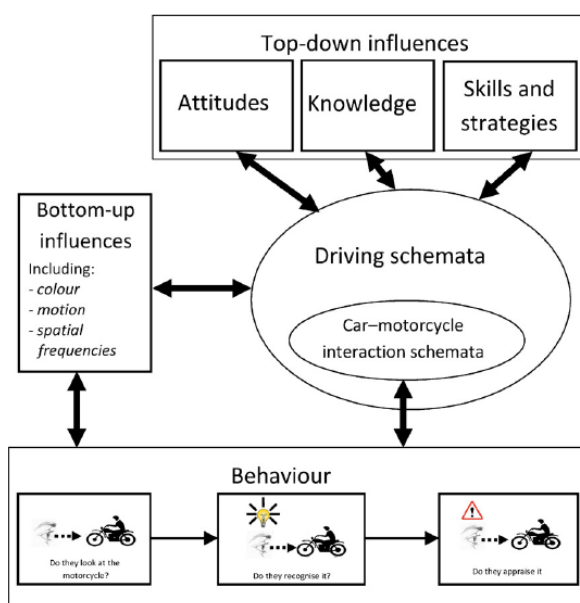 Top-down influences
Attitudes
Knowledge
Skills and
strategies
Bottom-up
influences
Including:
- colour
- motion
- spatial
frequencies
Driving schemata
Car–motorcycle
interaction schemata
Behaviour
Do they look at the
motorcycle?
Do they recognise it?
Do they appraise it